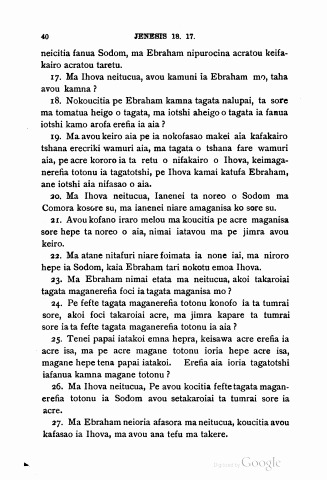 40 JENESIS 18. 17.
neicitia fanua Sodom, ma Ebraham nipurocina acratou keifa-
kairo acratou taretu.
17. Ma Ihova neitucua, avou kamuni ia Ebraham mo, taha
avou kamna ?
18. Nokoucitia pe Ebraham kamna tagata nalupai, ta sore
ma tomatua heigo o tagata, ma iotshi aheigo o tagata ia fanua
iotshi kamo arofa erefia ia aia ?
19. Ma avou keiro aia pe ia nokofasao makei aia kafakairo
tshana erecriki wamuri aia, ma tagata o tshana fare wamuri
aia, pe acre kororo ia ta retu o nifakairo o Ihova, keimaga-
nerefia totonu ia tagatotshi, pe Ihova kamai katufa Ebraham,
ane iotshi aia nifasao o aia.
20. Ma Ihova neitucua, Ianenei ta noreo o Sodom ma
Comora kosore su, ma ianenei niare amaganisa ko sore su.
21. Avou kofano iraro melou ma koucitia pe acre maganisa
sore hepe ta noreo o aia, nimai iatavou ma pe jimra avou
keiro.
22. Ma atane nitafuri niare foimata ia none iai, ma niroro
hepe ia Sodom, kaia Ebraham tari nokotu emoa Ihova.
23. Ma Ebraham nimai efata ma neitucua, akoi takaroiai
tagata maganerefia foci ia tagata maganisa mo ?
24. Pe fefte tagata maganerefia totonu konofo ia ta tumrai
sore, akoi foci takaroiai acre, ma jimra kapare ta tumrai
sore ia ta fefte tagata maganerefia totonu ia aia ?
25. Tenei papai iatakoi emna hepra, keisawa acre erefia ia
acre isa, ma pe acre magane totonu ioria hepe acre isa,
magane hepe tena papai iatakoi. Erefia aia ioria tagatotshi
iafanua kamna magane totonu ?
26. Ma Ihova neitucua, Pe avou kocitia fefte tagata magan-
erefia totonu ia Sodom avou setakaroiai ta tumrai sore ia
acre.
27. Ma Ebraham neioria afasora ma neitucua, koucitia avou
kafasao ia Ihova, ma avou ana tefu ma takere.
Digitized by Google